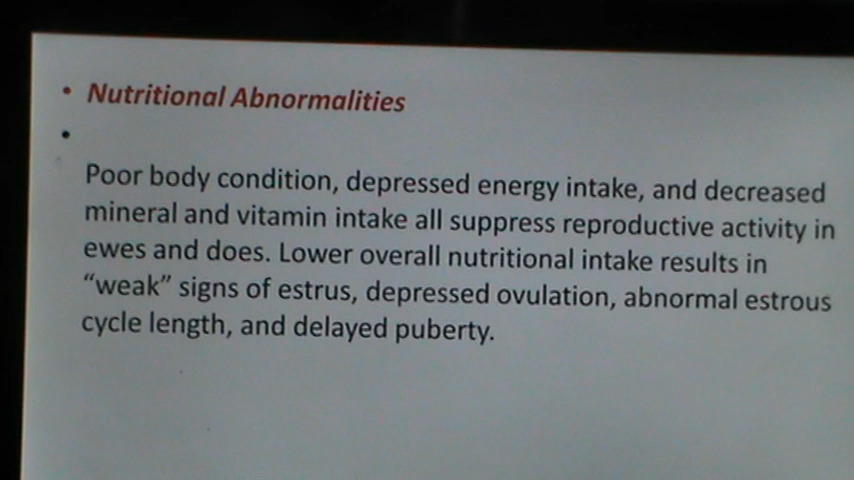 • Nutritional Abnormalities
•
Poor body condition, depressed energy intake, and decreased
mineral and vitamin intake all suppress reproductive activity in
ewes and does. Lower overall nutritional intake results in
“weak” signs of estrus, depressed ovulation, abnormal estrous
cycle length, and delayed puberty.